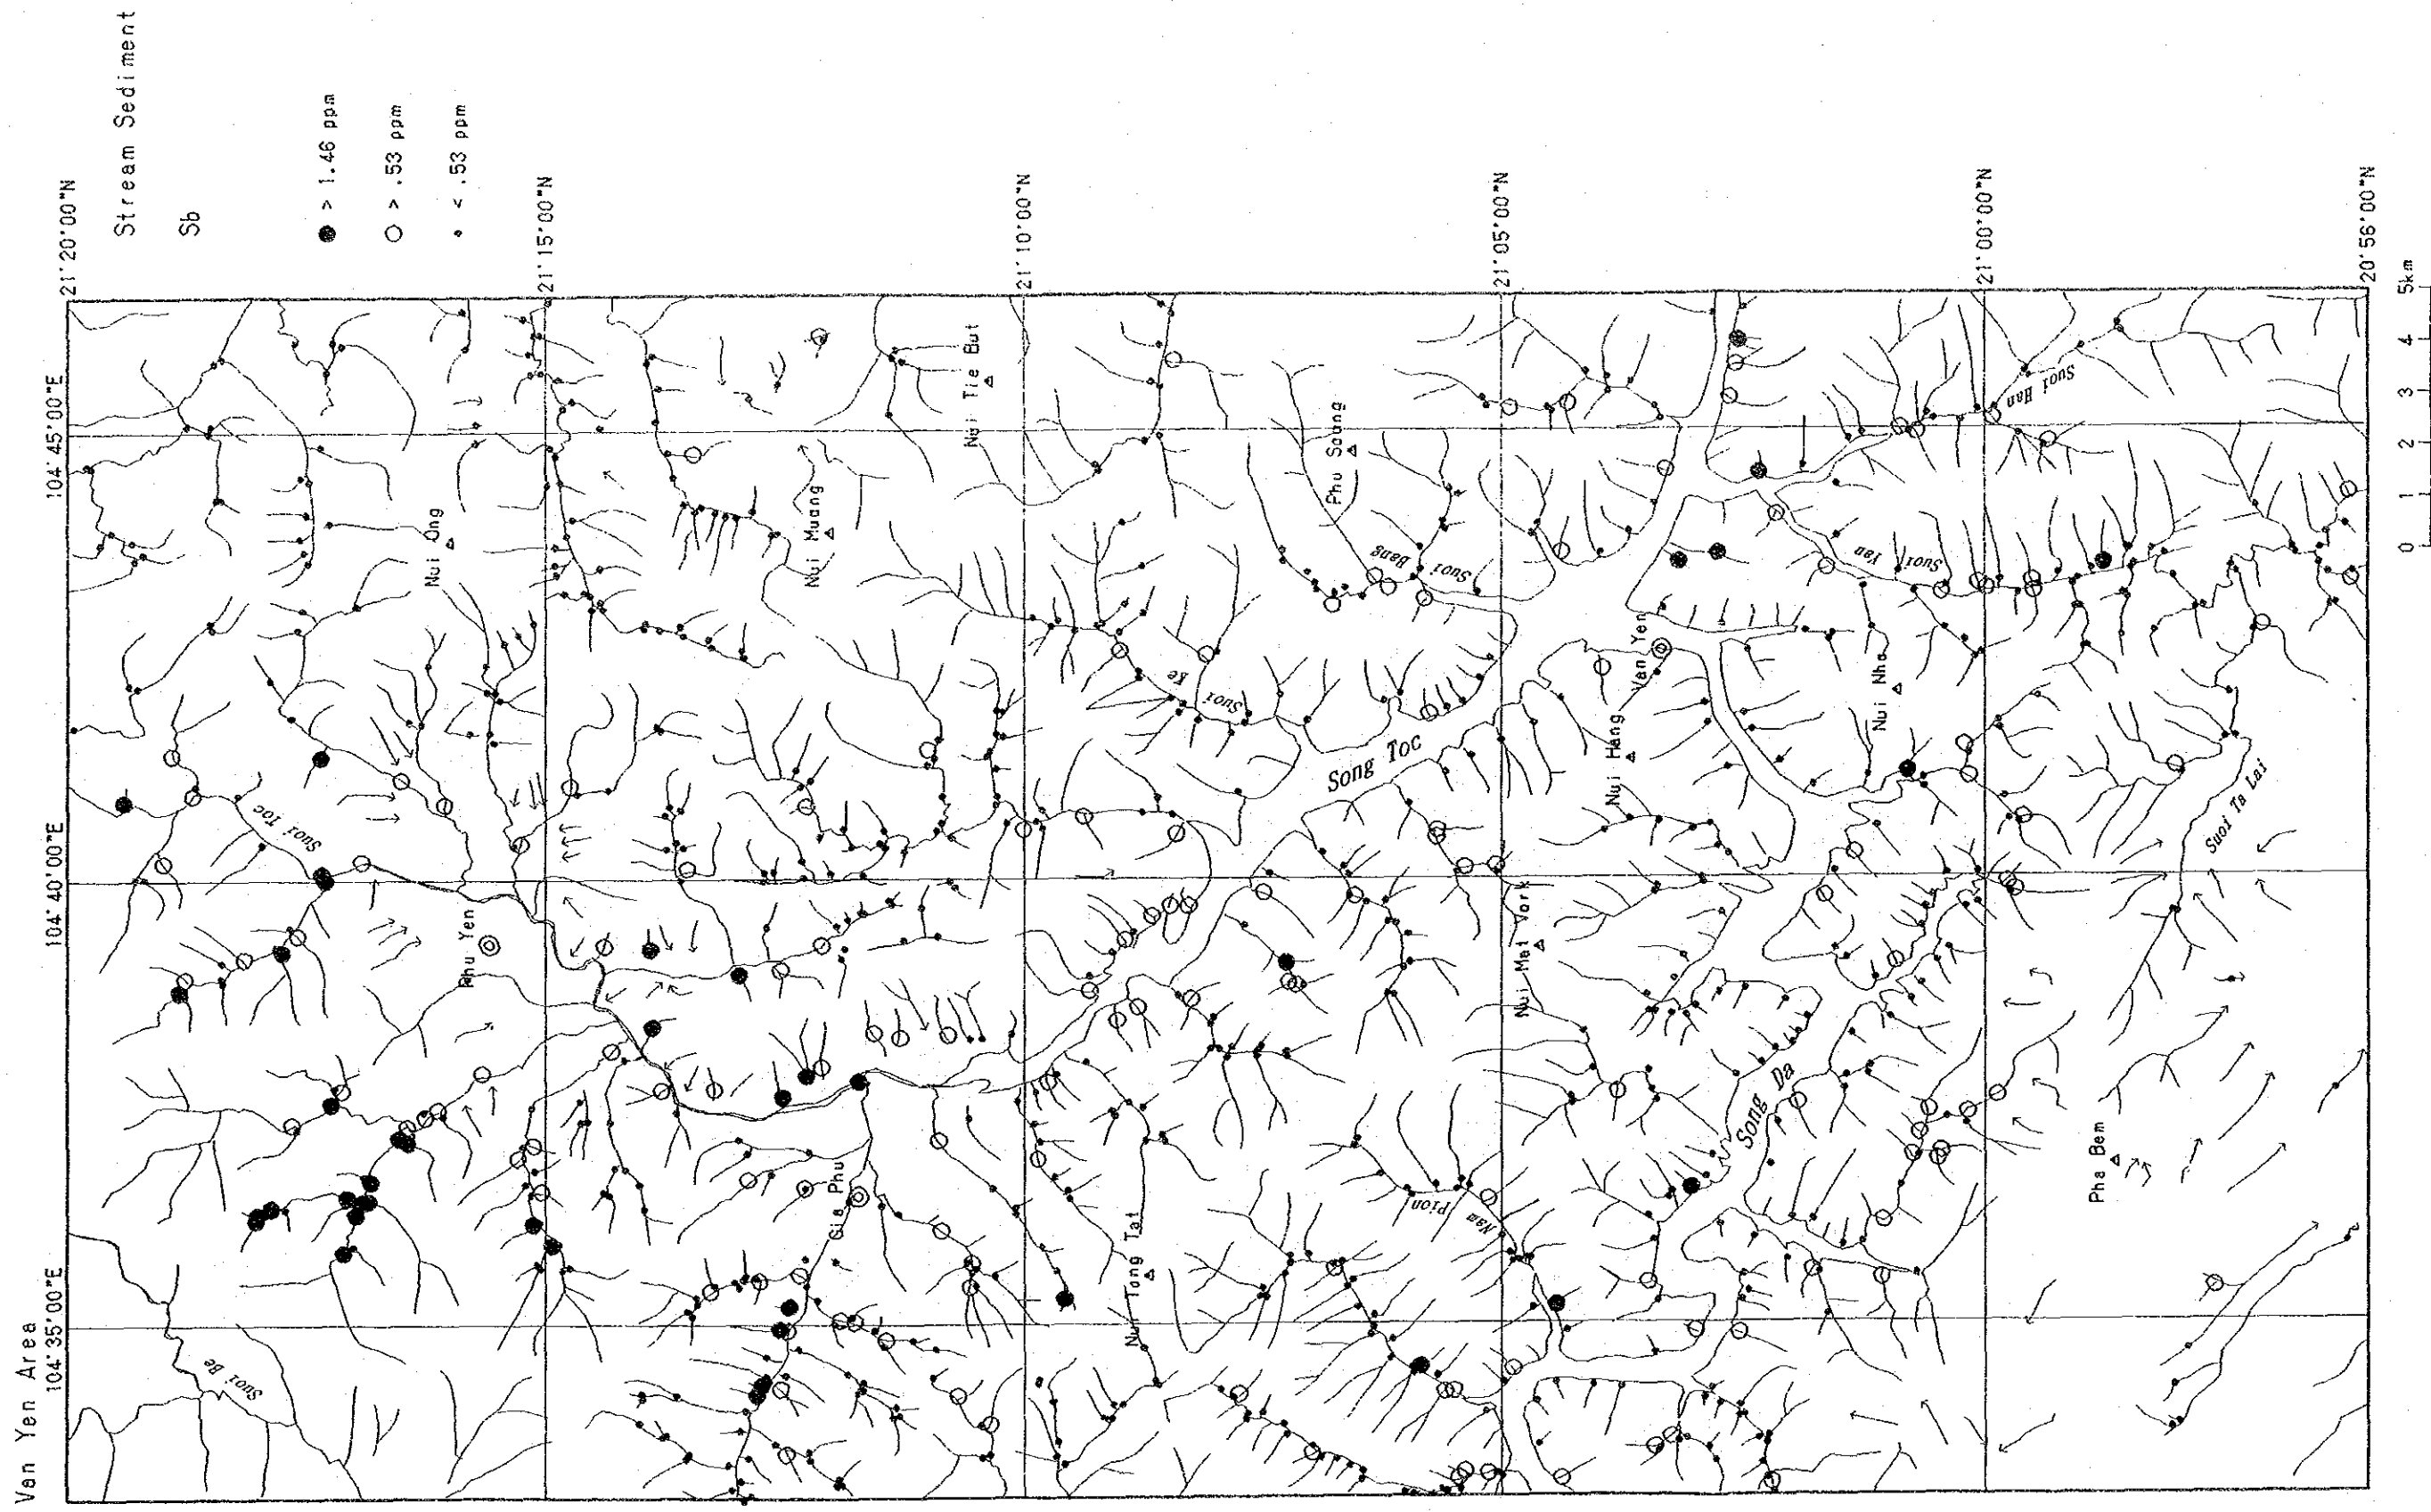 Van Yen Area
104°35'00"E
104°40'00"E
104°45'00"E
21°20'00"N
Stream Sediment
Sb
● > 1.46 ppm
○ > .53 ppm
• < .53 ppm
21°15'00"N
21°10'00"N
21°05'00"N
21°00'00"N
20°56'00"N
Suoi Be
Suoi Toc
Phu Yen
Nui Ong
Nui Muang
Nui Tie But
Gia Phu
Nui Tong Tat
Suoi Ke
Song Toc
Phu Soung
Suoi Bang
Nam Pion
Nui Mai York
Nui Hang
Van Yen
Song Da
Nui Nha
Suoi Yan
Suoi Han
Suoi Ta Lai
Pha Bem
0 1 2 3 4 5km